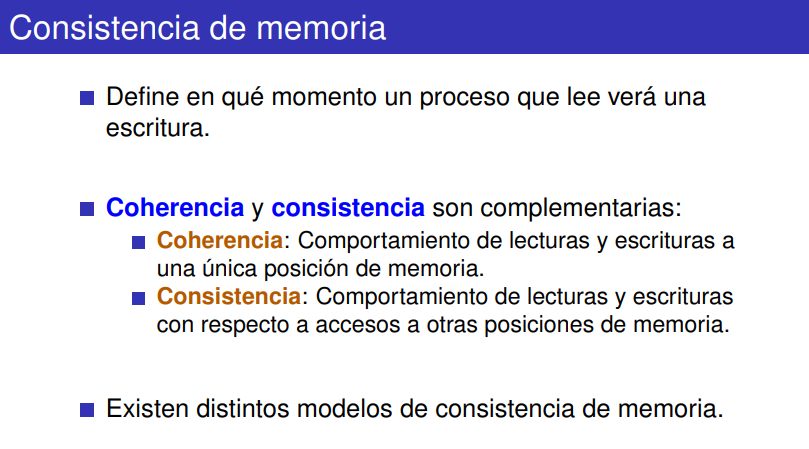 Consistencia de memoria
Define en qué momento un proceso que lee verá una
escritura.
Coherencia y consistencia son complementarias:
Coherencia: Comportamiento de lecturas y escrituras a
una única posición de memoria.
Consistencia: Comportamiento de lecturas y escrituras
con respecto a accesos a otras posiciones de memoria.
Existen distintos modelos de consistencia de memoria.